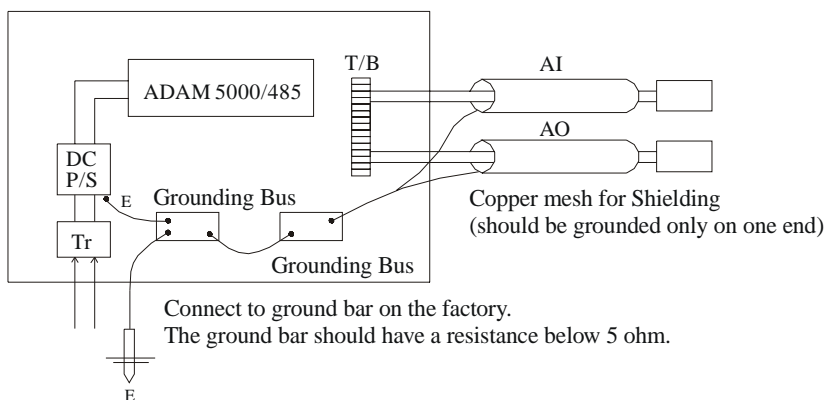 T/B
AI
ADAM 5000/485
AO
DC
P/S
E
Grounding Bus
Copper mesh for Shielding
(should be grounded only on one end)
Tr
Grounding Bus
Connect to ground bar on the factory.
The ground bar should have a resistance below 5 ohm.
E